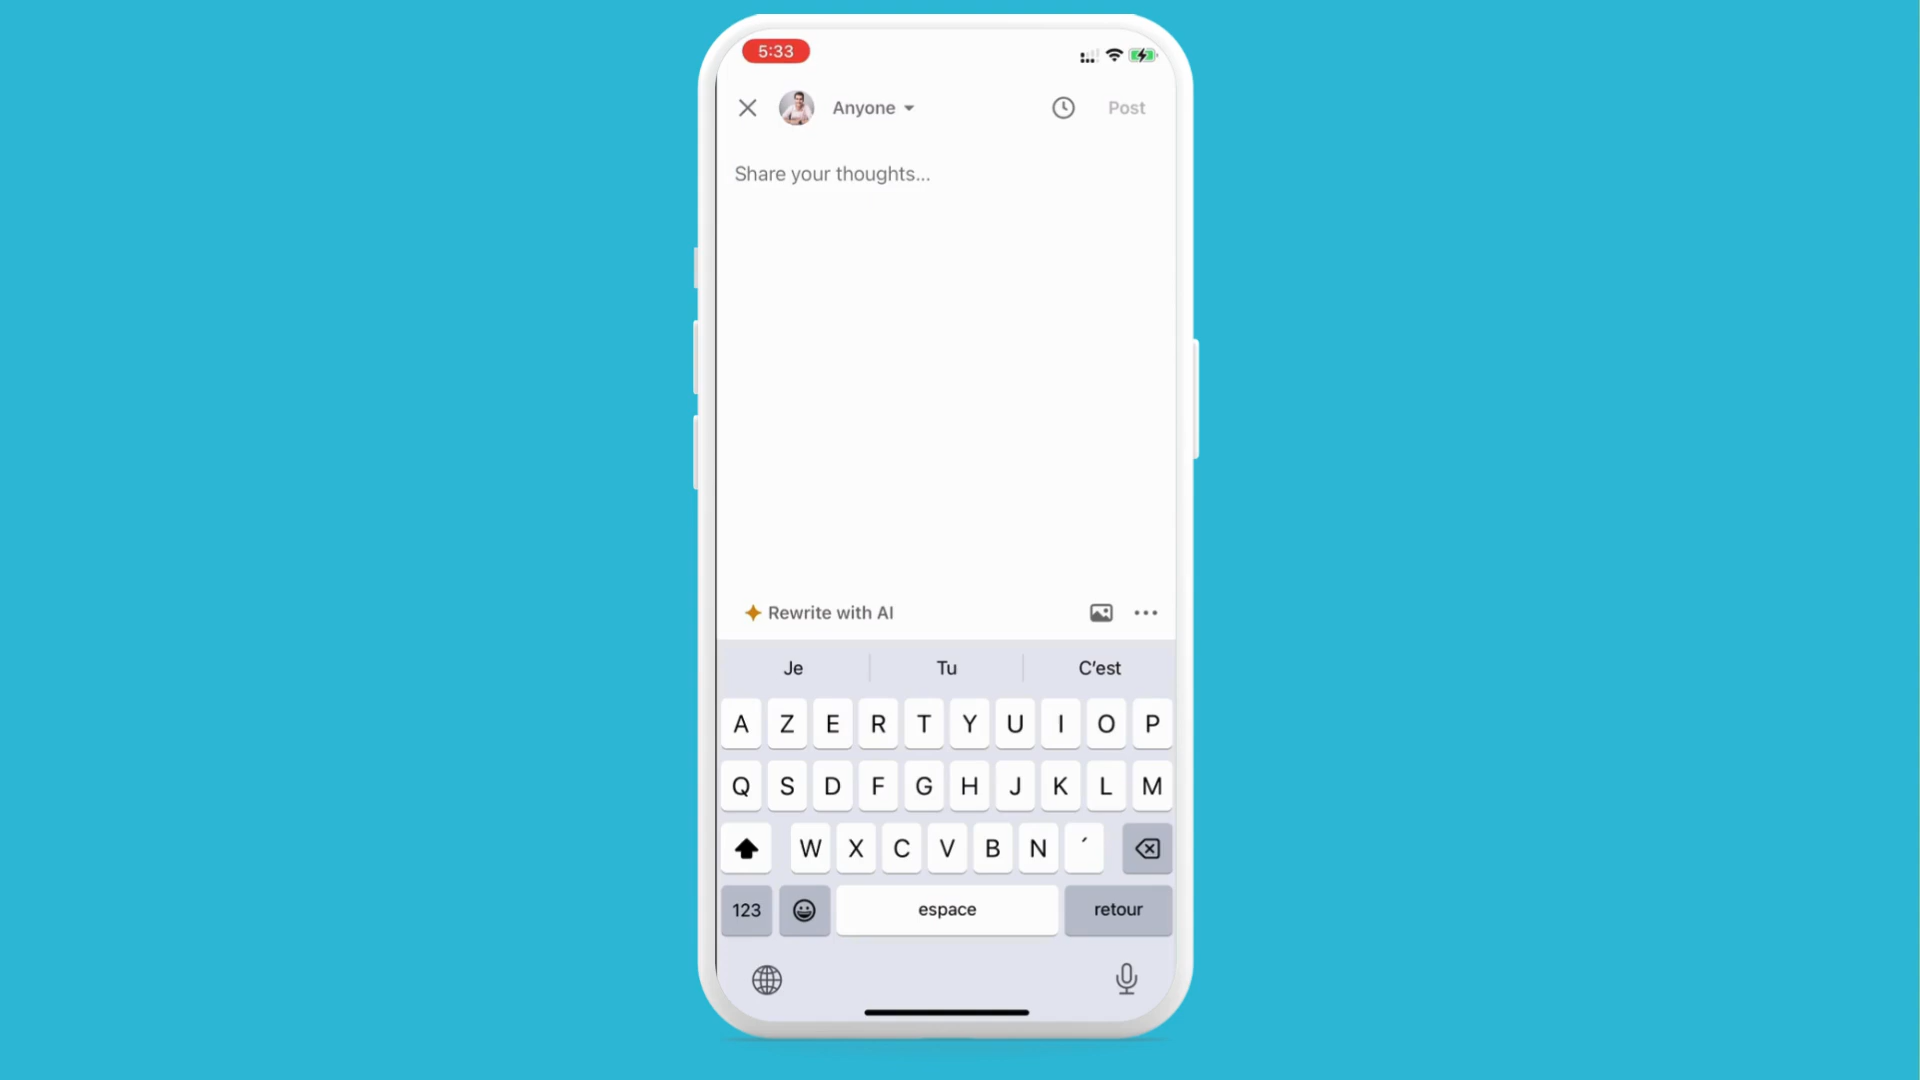 5:33
Anyone
Post
Share your thoughts...
Rewrite with AI
Je Tu C'est
A Z E R T Y U I O P
Q S D F G H J K L M
W X C V B N ´
123 espace retour